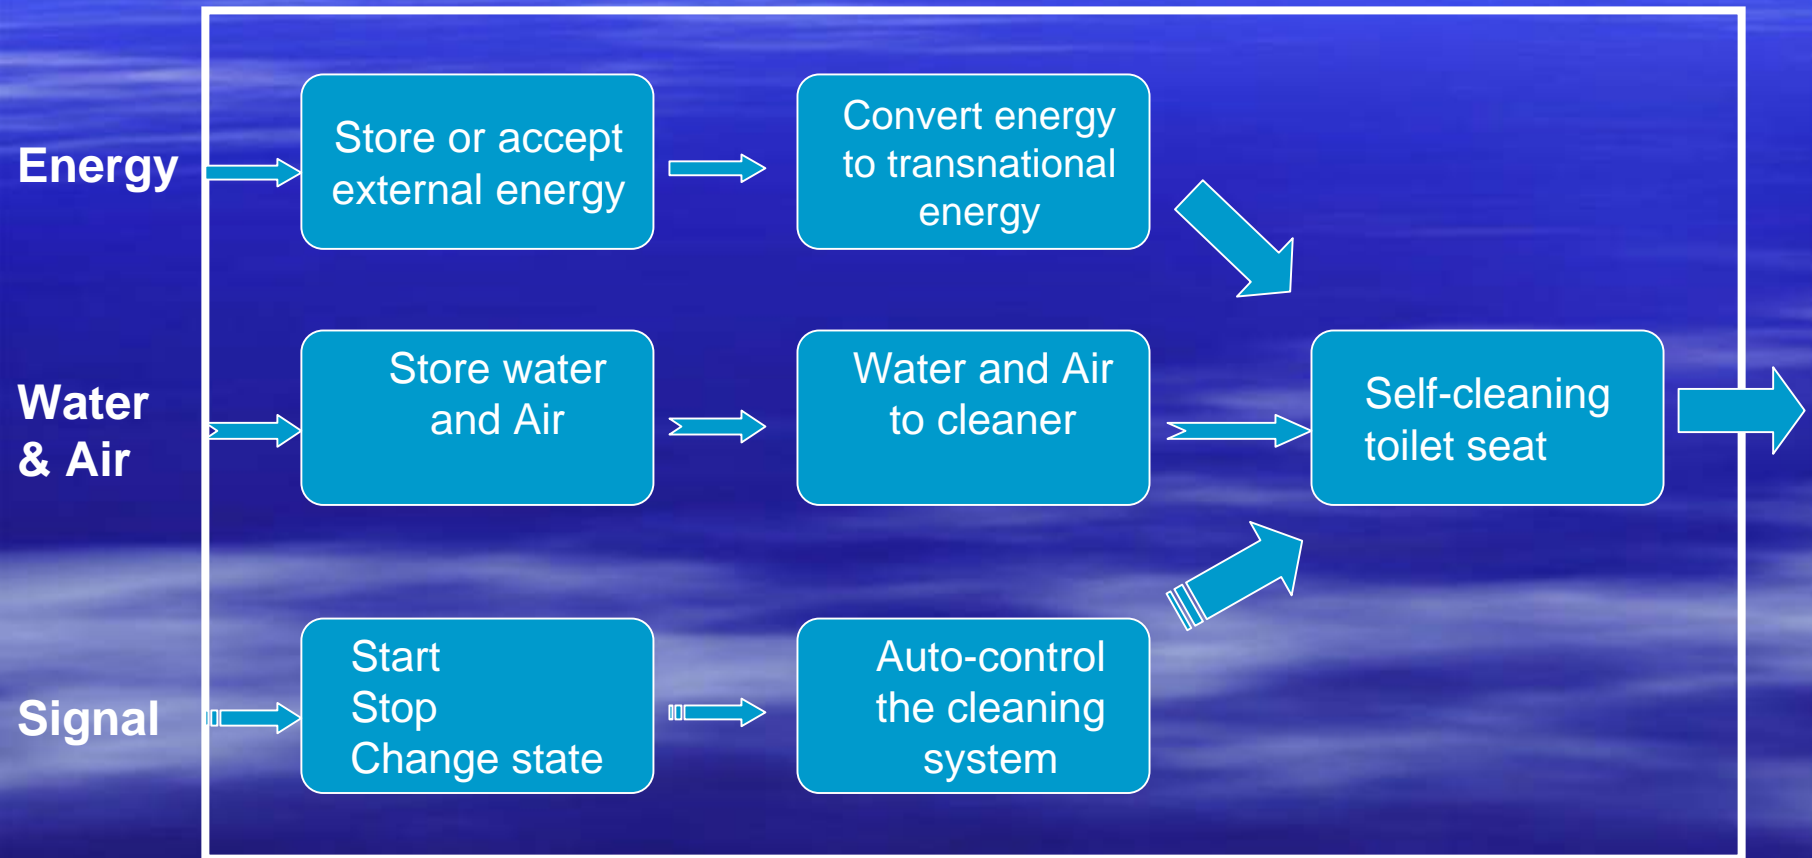 Energy
Store or accept
external energy
Convert energy
to transnational
energy
Water
& Air
Store water
and Air
Water and Air
to cleaner
Self-cleaning
toilet seat
Signal
Start
Stop
Change state
Auto-control
the cleaning
system